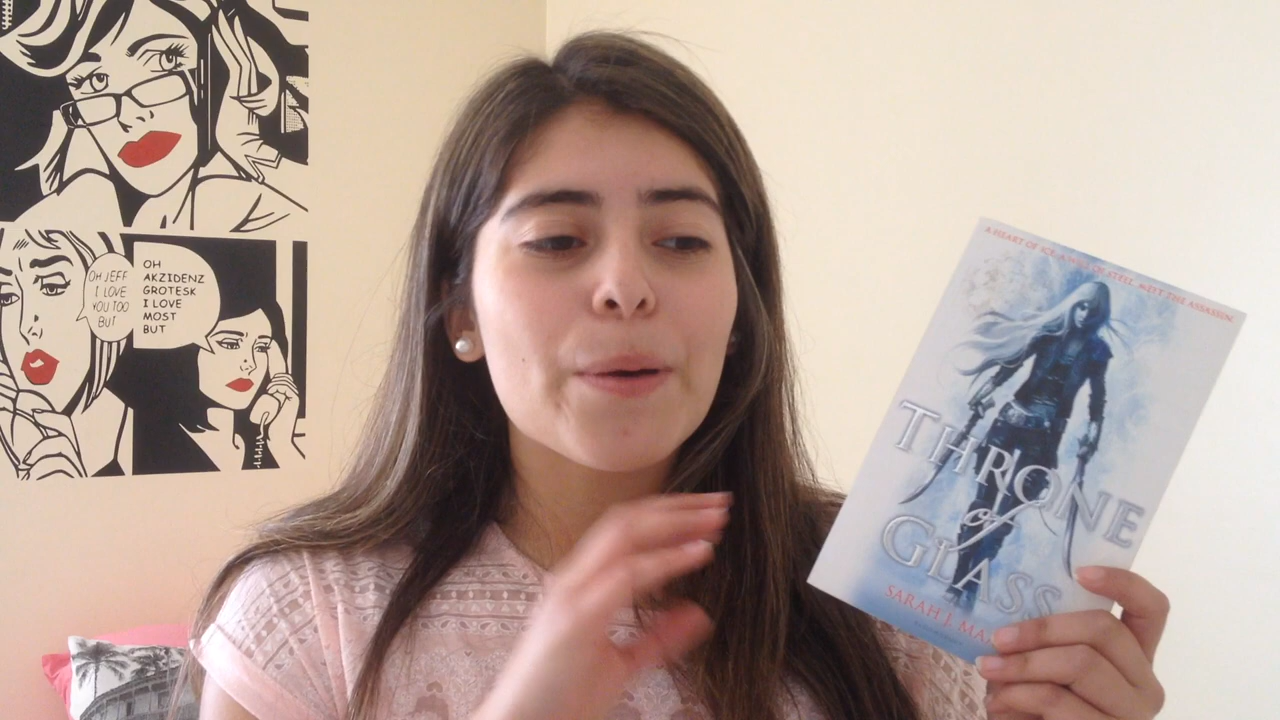 OH JEFF
I LOVE
YOU TOO
BUT
OH
AKZIDENZ
GROTESK
I LOVE
MOST
BUT
A HEART OF ICE. A WILL OF STEEL. MEET THE ASSASSIN.
THRONE
of
GLASS
SARAH J.